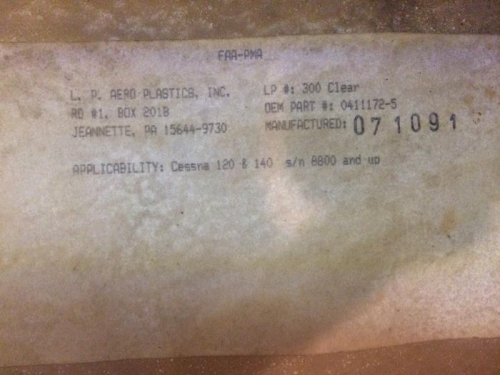 FAA-PMA
L. P. AERO PLASTICS, INC.
RD #1, BOX 201B
JEANNETTE, PA 15644-9730
LP #: 300 Clear
OEM PART #: 0411172-5
MANUFACTURED: 071091
APPLICABILITY: Cessna 120 & 140 s/n 8800 and up